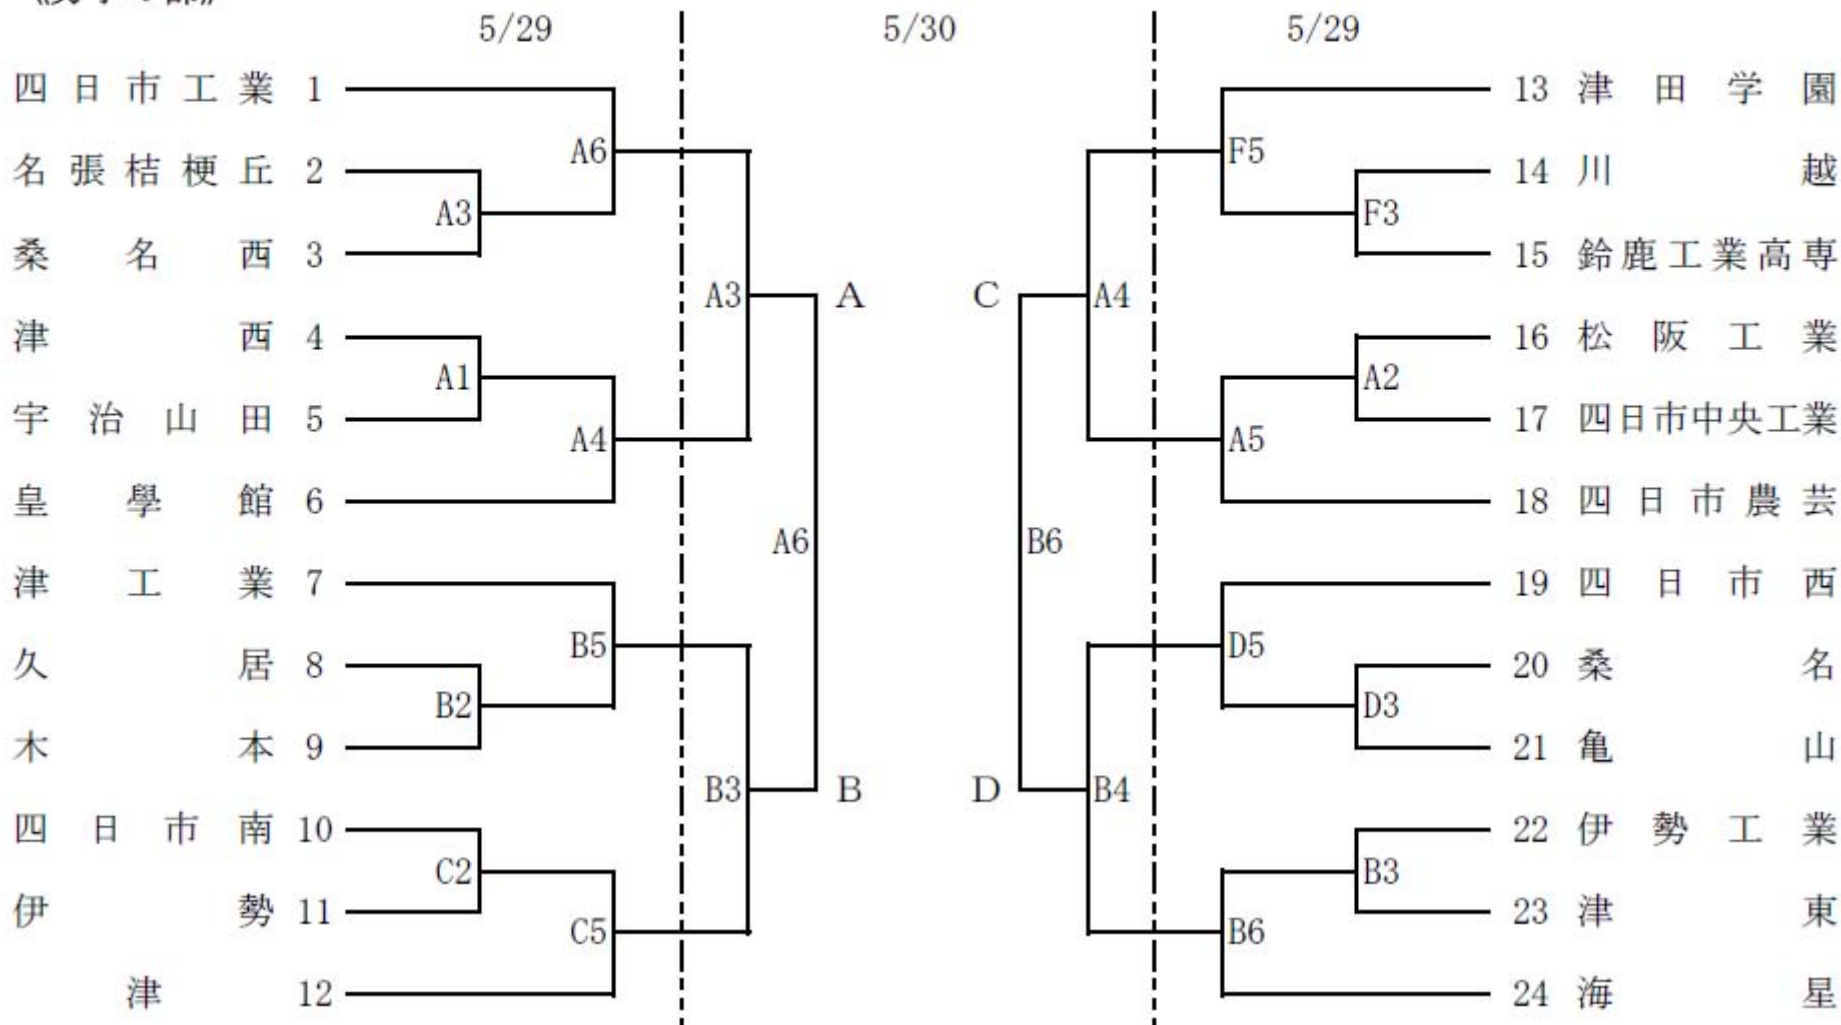 5/29 5/30 5/29
四日市工業 1
名張桔梗丘 2
桑名西 3
津西 4
宇治山田 5
皇學館 6
津工業 7
久居 8
木本 9
四日市南 10
伊勢 11
津 12
A6
A3
A1
A4
B5
B2
C2
C5
A3
B3
A
B
A6
C
D
B6
A4
B4
F5
F3
A2
A5
D5
D3
B3
B6
13 津田学園
14 川越
15 鈴鹿工業高専
16 松阪工業
17 四日市中央工業
18 四日市農芸
19 四日市西
20 桑名
21 亀山
22 伊勢工業
23 津東
24 海星